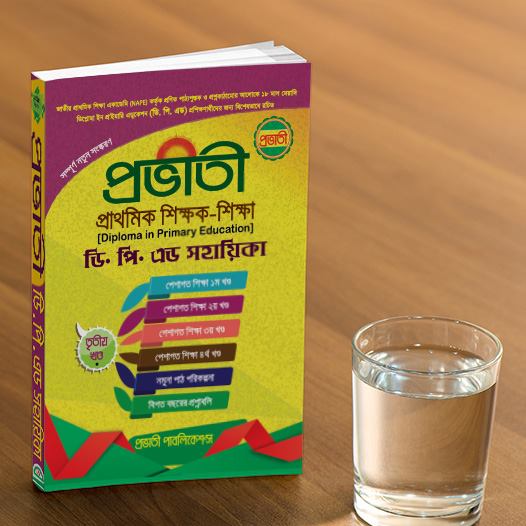 জাতীয় প্রাথমিক শিক্ষা একাডেমি (NAPE) কর্তৃক প্রণিত পাঠ্যপুস্তক ও প্রশ্নকাঠামোর আলোকে ১৮ মাস মেয়াদি
ডিপ্লোমা ইন প্রাইমারি এডুকেশন (ডি. পি. এড) প্রশিক্ষণার্থীদের জন্য বিশেষভাবে রচিত
সম্পূর্ণ নতুন সংস্করণ
প্রভাতী
প্রভাতী
প্রাথমিক শিক্ষক-শিক্ষা
[Diploma in Primary Education]
ডি. পি. এড সহায়িকা
পেশাগত শিক্ষা ১ম খণ্ড
পেশাগত শিক্ষা ২য় খণ্ড
পেশাগত শিক্ষা ৩য় খণ্ড
পেশাগত শিক্ষা ৪র্থ খণ্ড
নমুনা পাঠ পরিকল্পনা
বিগত বছরের প্রশ্নাবলি
তৃতীয়
খণ্ড
প্রভাতী পাবলিকেশন্স
প্রভাতী ডি. পি. এড সহায়িকা